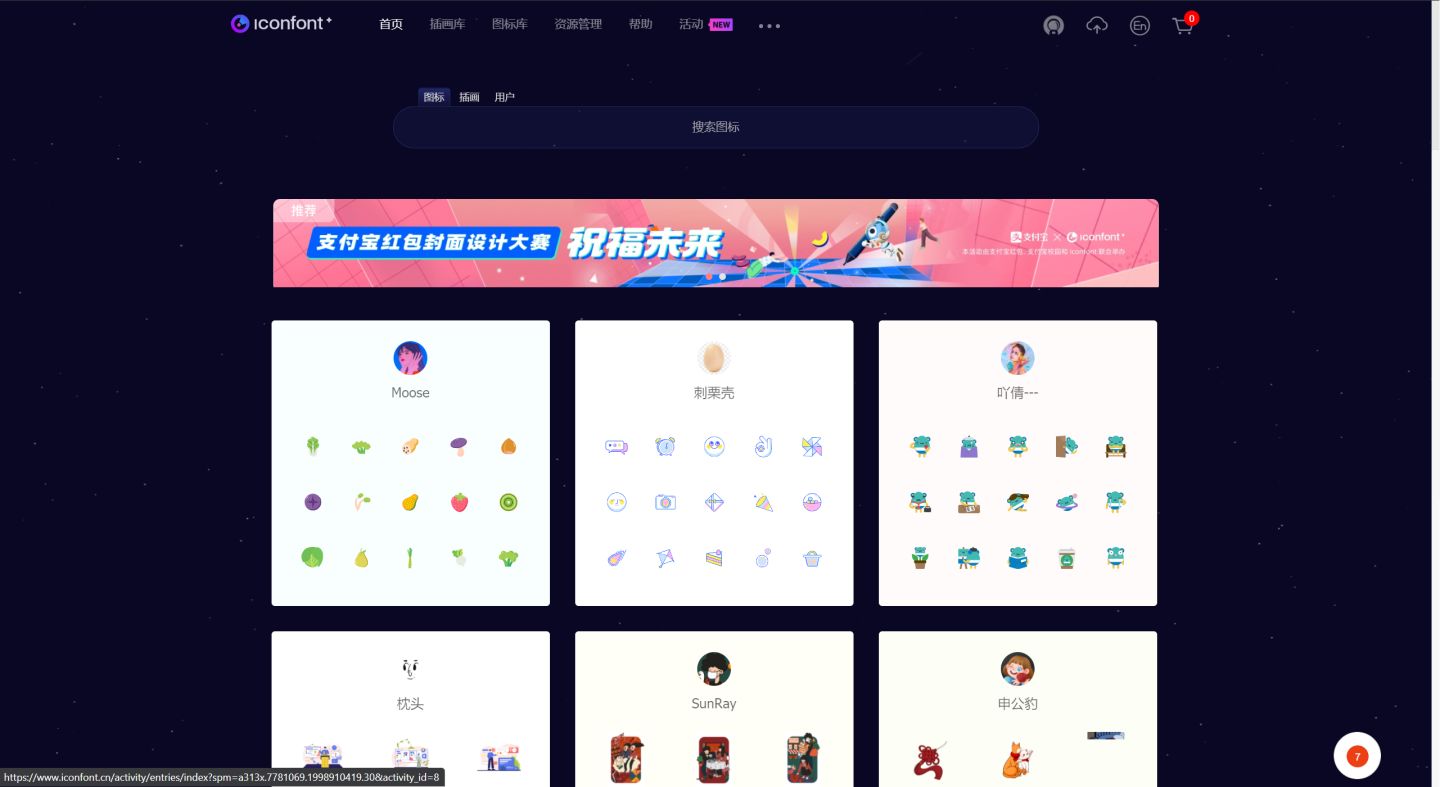 iconfont+
首页 插画库 图标库 资源管理 帮助 活动 NEW
En 0
图标 插画 用户
搜索图标
推荐
支付宝红包封面设计大赛 祝福未来
支付宝 × iconfont+
本活动由支付宝红包、支付宝校园和 iconfont 联合举办
Moose 刺栗壳 吖倩---
枕头 SunRay 申公豹
7
https://www.iconfont.cn/activity/entries/index?spm=a313x.7781069.1998910419.30&activity_id=8